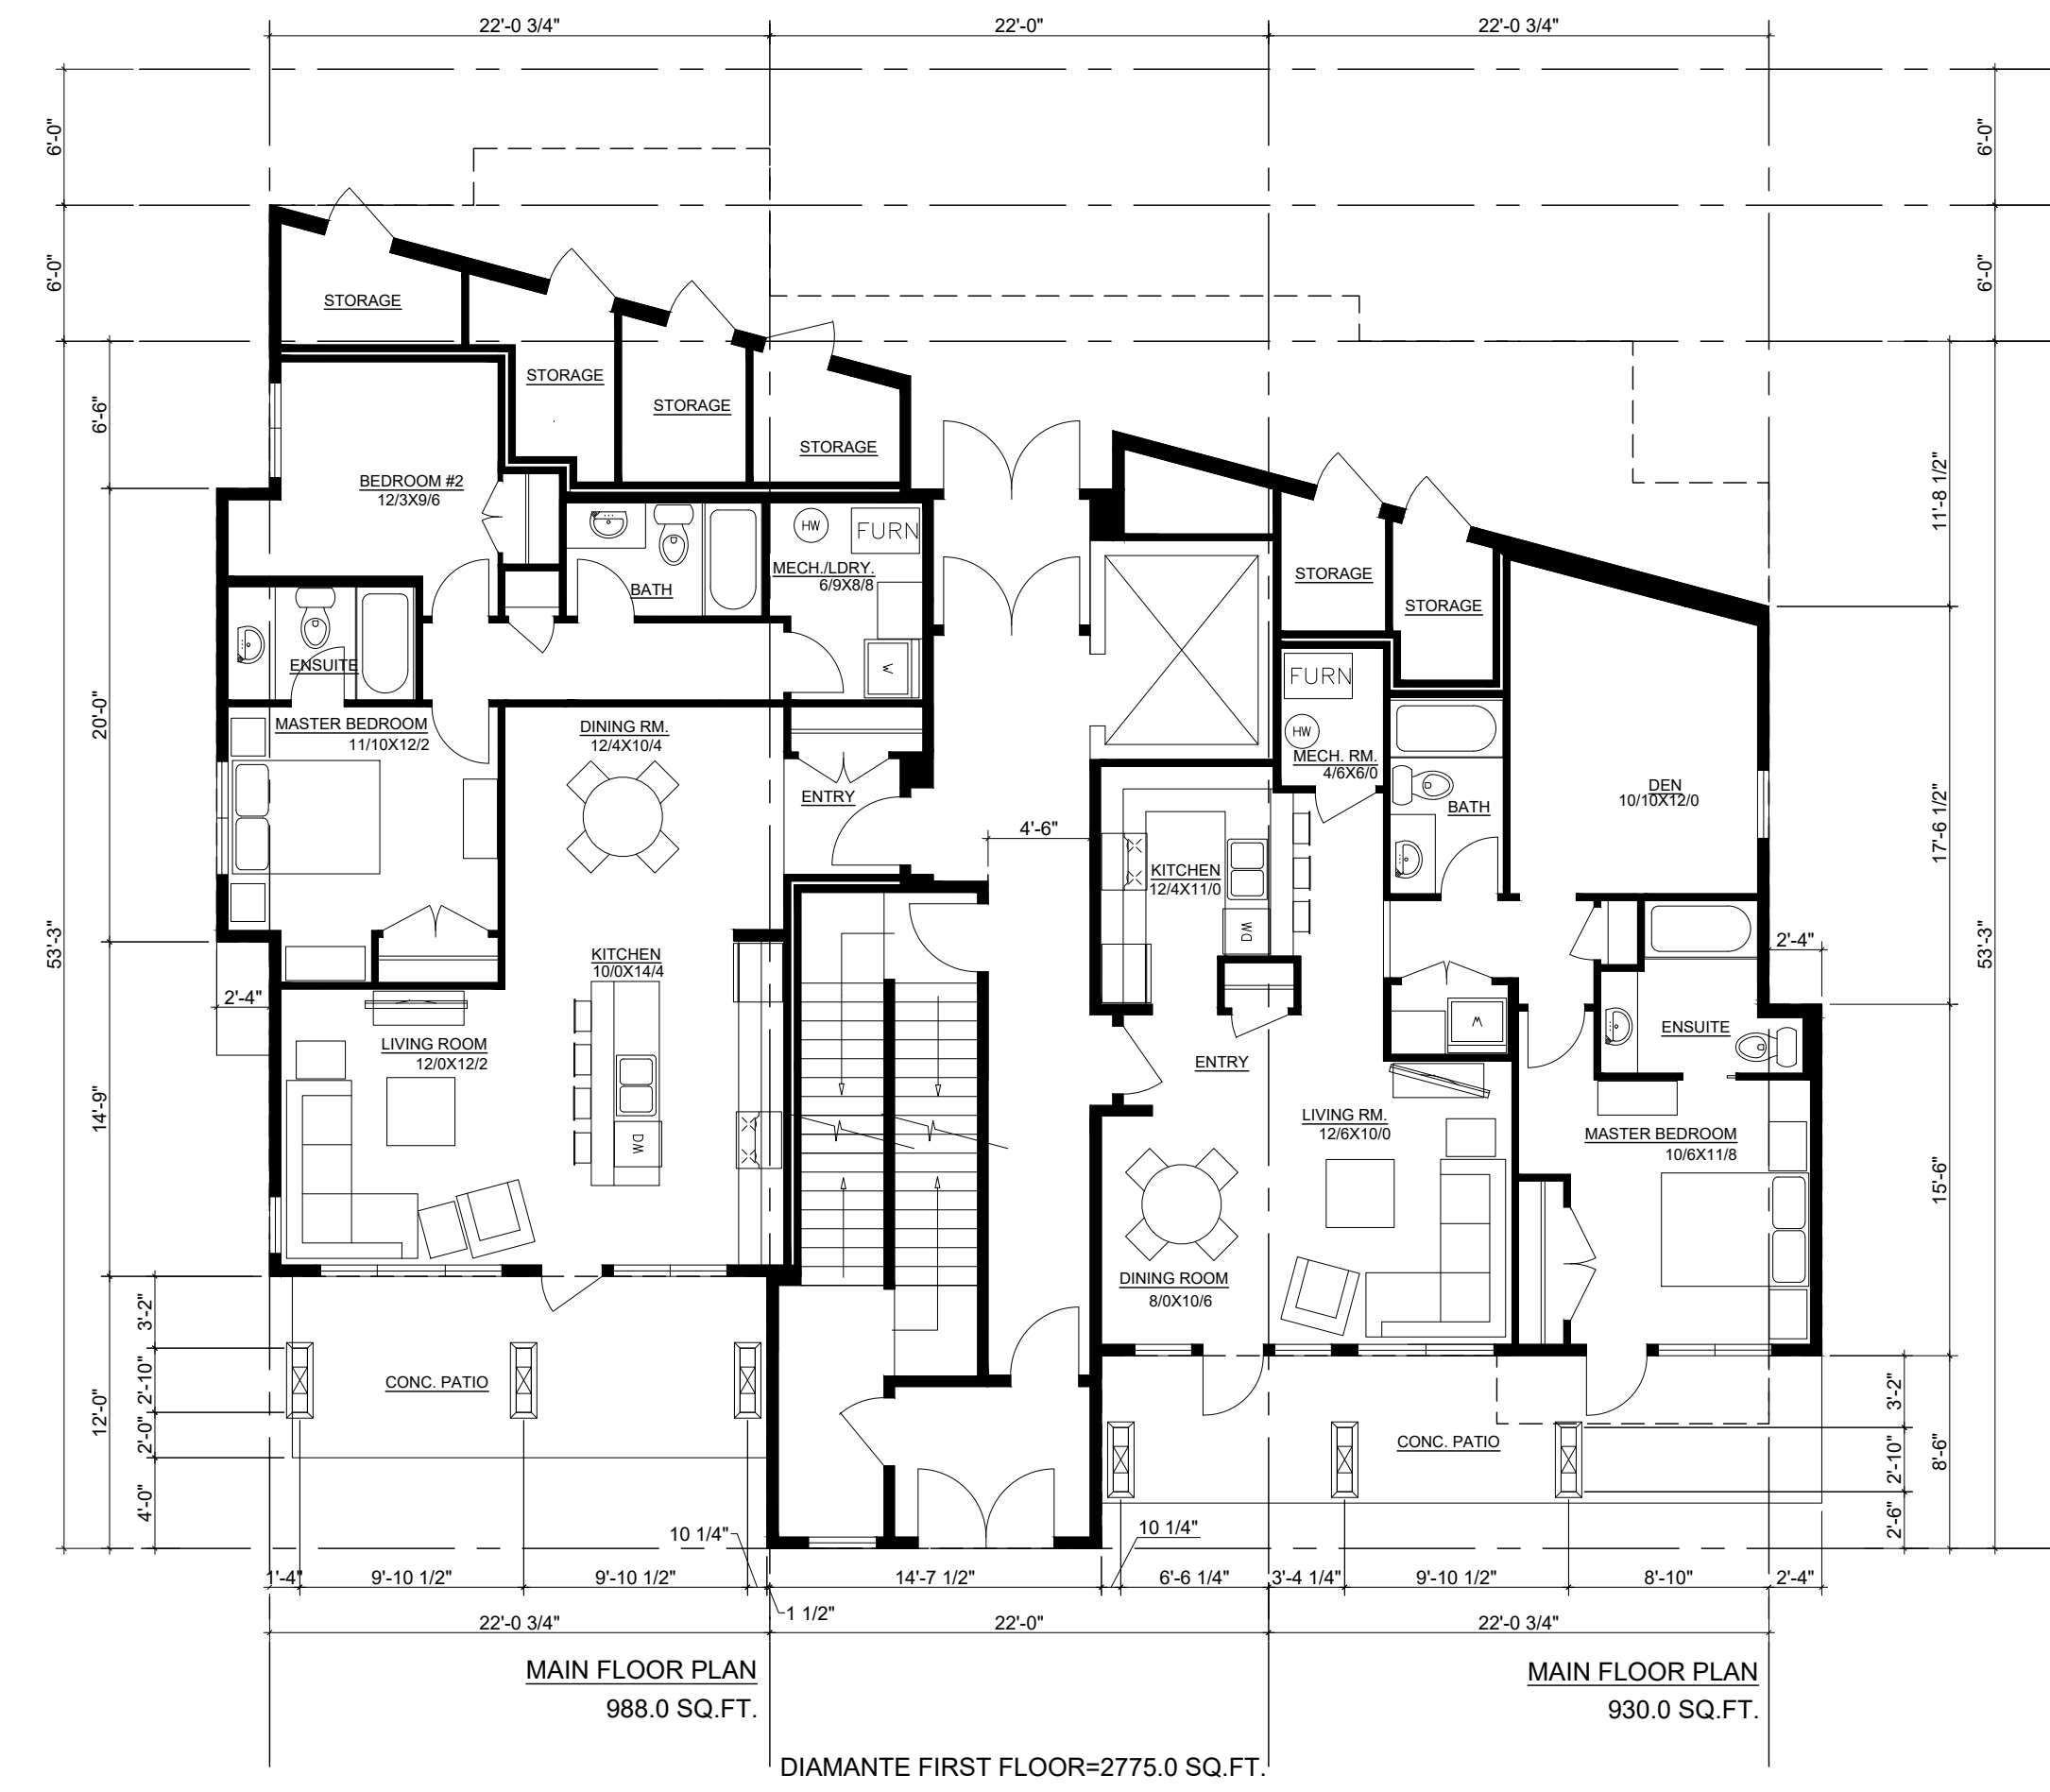 22'-0 3/4"
22'-0"
22'-0 3/4"
6'-0"
6'-0"
6'-0"
6'-0"
STORAGE
STORAGE
STORAGE
STORAGE
6'-6"
BEDROOM #2
12/3X9/6
HW
FURN
MECH./LDRY.
6/9X8/8
BATH
W
ENSUITE
STORAGE
STORAGE
11'-8 1/2"
FURN
HW
MECH. RM.
4/6X6/0
20'-0"
MASTER BEDROOM
11/10X12/2
DINING RM.
12/4X10/4
ENTRY
4'-6"
KITCHEN
12/4X11/0
DW
BATH
DEN
10/10X12/0
17'-6 1/2"
53'-3"
53'-3"
2'-4"
2'-4"
KITCHEN
10/0X14/4
LIVING ROOM
12/0X12/2
DW
14'-9"
ENTRY
W
ENSUITE
LIVING RM.
12/6X10/0
MASTER BEDROOM
10/6X11/8
15'-6"
DINING ROOM
8/0X10/6
3'-2"
2'-10"
2'-0"
12'-0"
4'-0"
CONC. PATIO
CONC. PATIO
3'-2"
2'-10"
8'-6"
2'-6"
10 1/4"
10 1/4"
1'-4"
9'-10 1/2"
9'-10 1/2"
14'-7 1/2"
6'-6 1/4"
3'-4 1/4"
9'-10 1/2"
8'-10"
2'-4"
1 1/2"
22'-0 3/4"
22'-0"
22'-0 3/4"
MAIN FLOOR PLAN
988.0 SQ.FT.
MAIN FLOOR PLAN
930.0 SQ.FT.
DIAMANTE FIRST FLOOR=2775.0 SQ.FT.